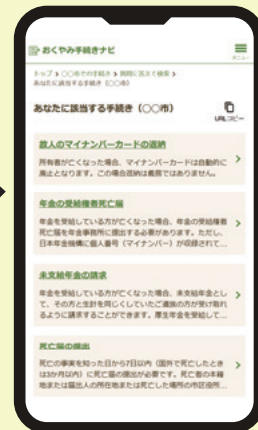 おくやみ手続きナビ
メニュー
トップ > 〇〇市での手続き > 質問に答えて検索 >
あなたに該当する手続き(〇〇市)
あなたに該当する手続き(〇〇市)
URLコピー
故人のマイナンバーカードの返納
所有者が亡くなった場合、マイナンバーカードは自動的に
廃止となります。この場合返納は義務ではありません。
年金の受給権者死亡届
年金を受給している方が亡くなった場合、年金の受給権者
死亡届を年金事務所に提出する必要があります。ただし、
日本年金機構に個人番号(マイナンバー)が収録されて...
未支給年金の請求
年金を受給している方が亡くなった場合、未支給年金とし
て、その方と生計を同じくしていたご遺族の方が受け取れ
るように請求することができます。厚生年金を受給して...
死亡届の提出
死亡の事実を知った日から7日以内(国外で死亡したとき
は3か月以内)に死亡届の提出が必要です。死亡者の本籍
地または届出人の所在地または死亡した場所の市区役所...